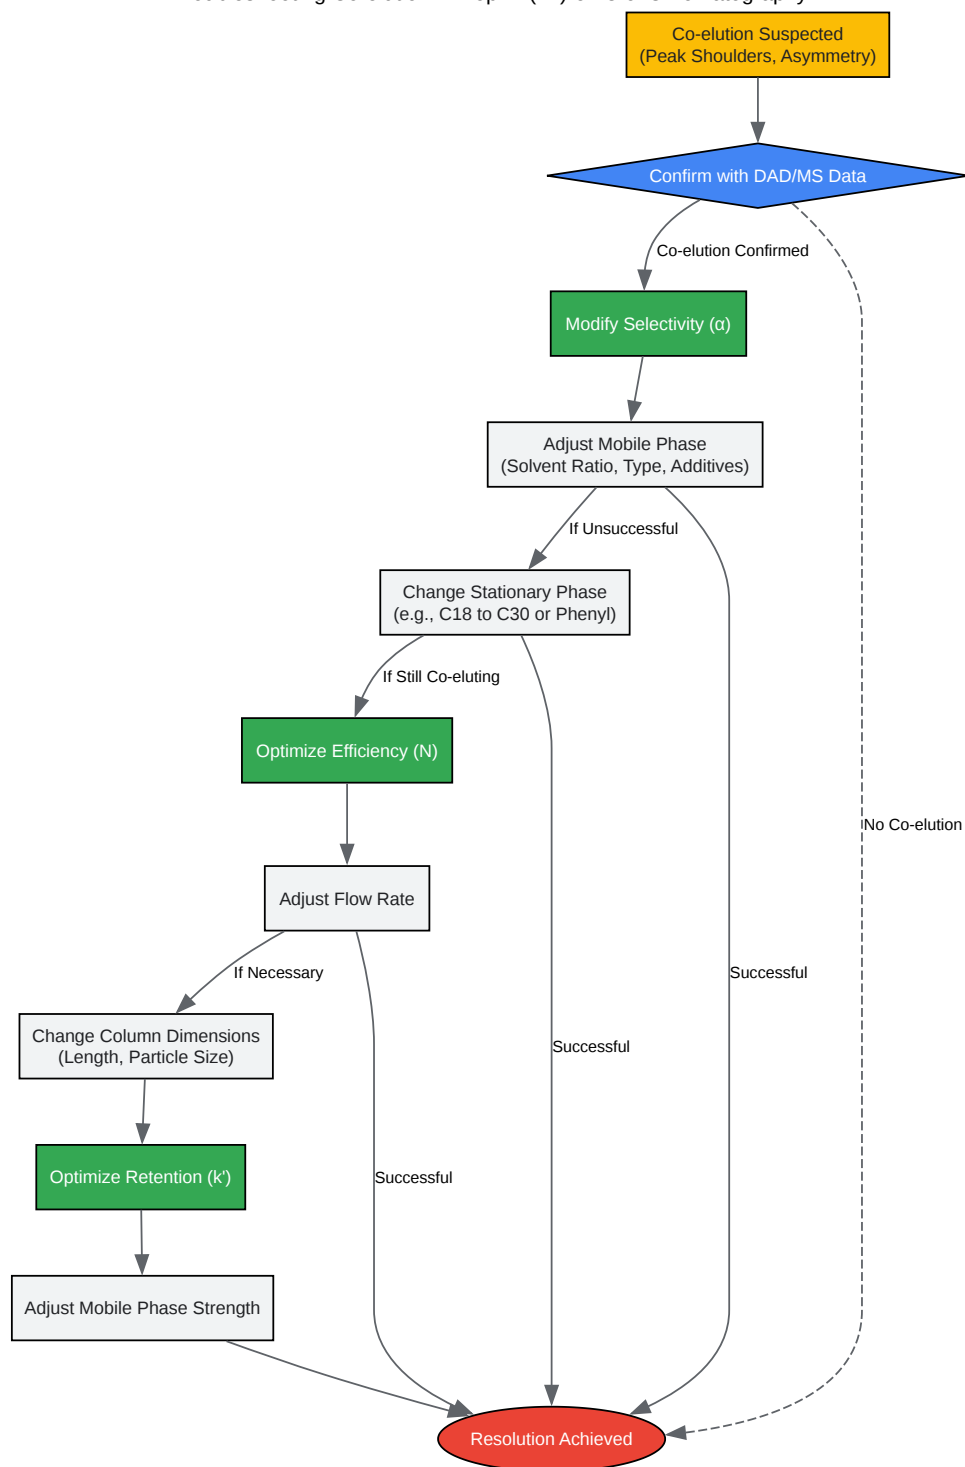 Co-elution Suspected
(Peak Shoulders, Asymmetry)
Confirm with DAD/MS Data
Co-elution Confirmed
Modify Selectivity (α)
Adjust Mobile Phase
(Solvent Ratio, Type, Additives)
If Unsuccessful
Change Stationary Phase
(e.g., C18 to C30 or Phenyl)
If Still Co-eluting
Optimize Efficiency (N)
No Co-elution
Adjust Flow Rate
If Necessary
Successful
Change Column Dimensions
(Length, Particle Size)
Successful
Optimize Retention (k')
Successful
Adjust Mobile Phase Strength
Resolution Achieved